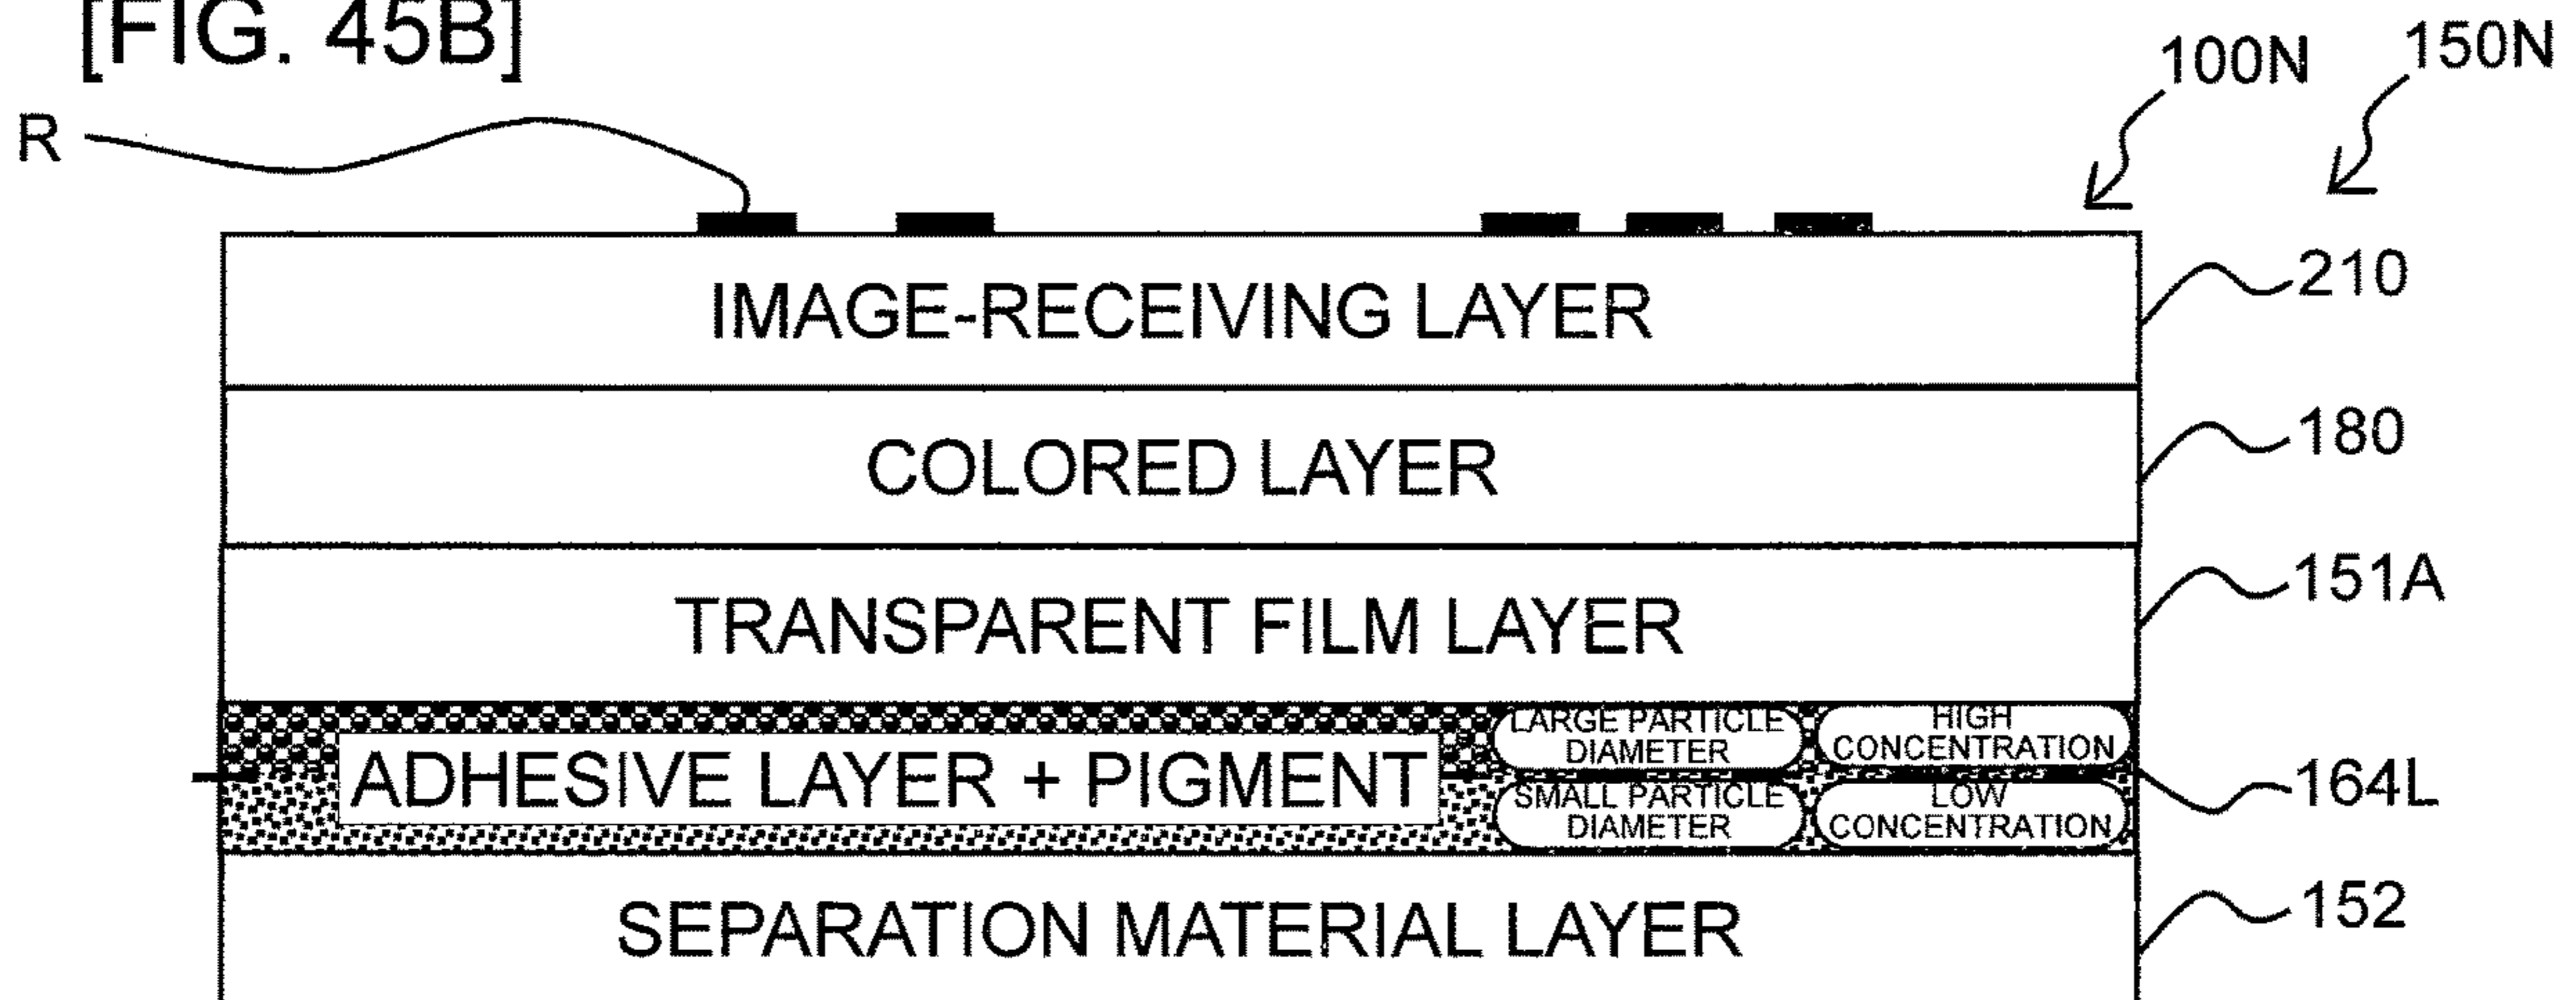 [FIG. 45B]
100N
150N
R
IMAGE-RECEIVING LAYER
210
COLORED LAYER
180
TRANSPARENT FILM LAYER
151A
ADHESIVE LAYER + PIGMENT
LARGE PARTICLE
DIAMETER
HIGH
CONCENTRATION
SMALL PARTICLE
DIAMETER
LOW
CONCENTRATION
164L
SEPARATION MATERIAL LAYER
152